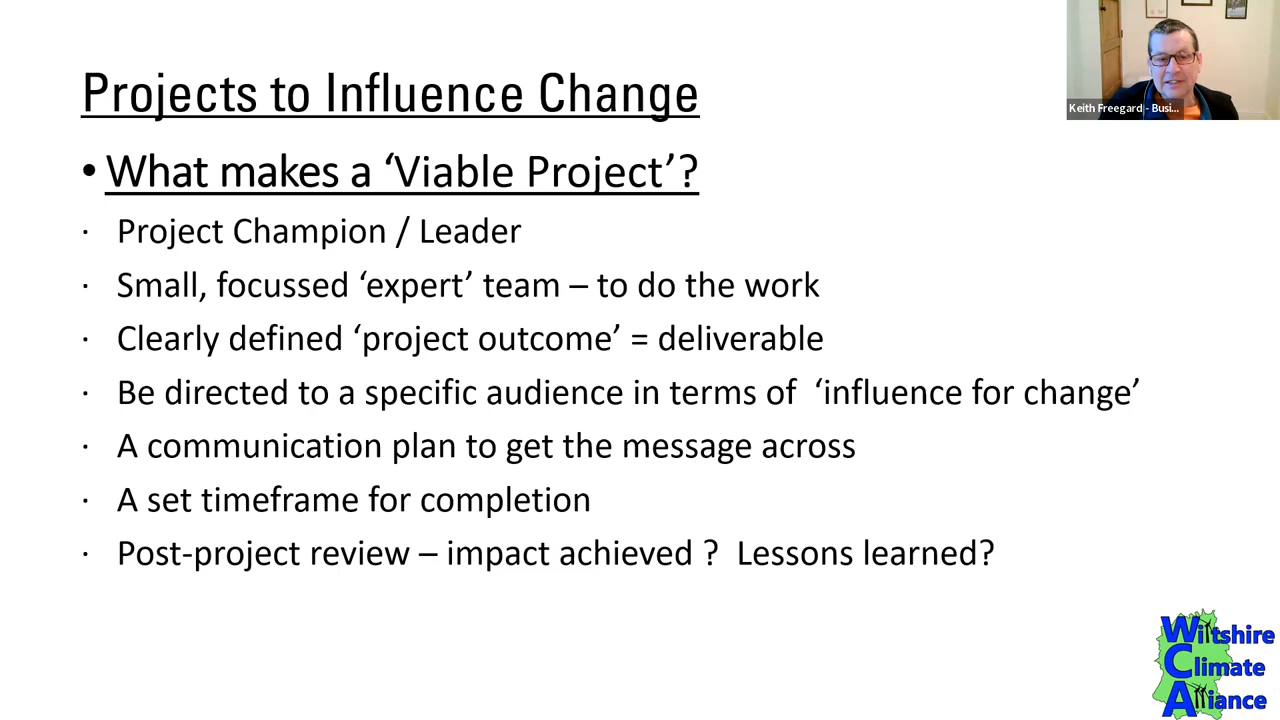 Projects to Influence Change
• What makes a ‘Viable Project’?
· Project Champion / Leader
· Small, focussed ‘expert’ team – to do the work
· Clearly defined ‘project outcome’ = deliverable
· Be directed to a specific audience in terms of ‘influence for change’
· A communication plan to get the message across
· A set timeframe for completion
· Post-project review – impact achieved ? Lessons learned?
Keith Freegard - Busi...
Wiltshire
Climate
Alliance